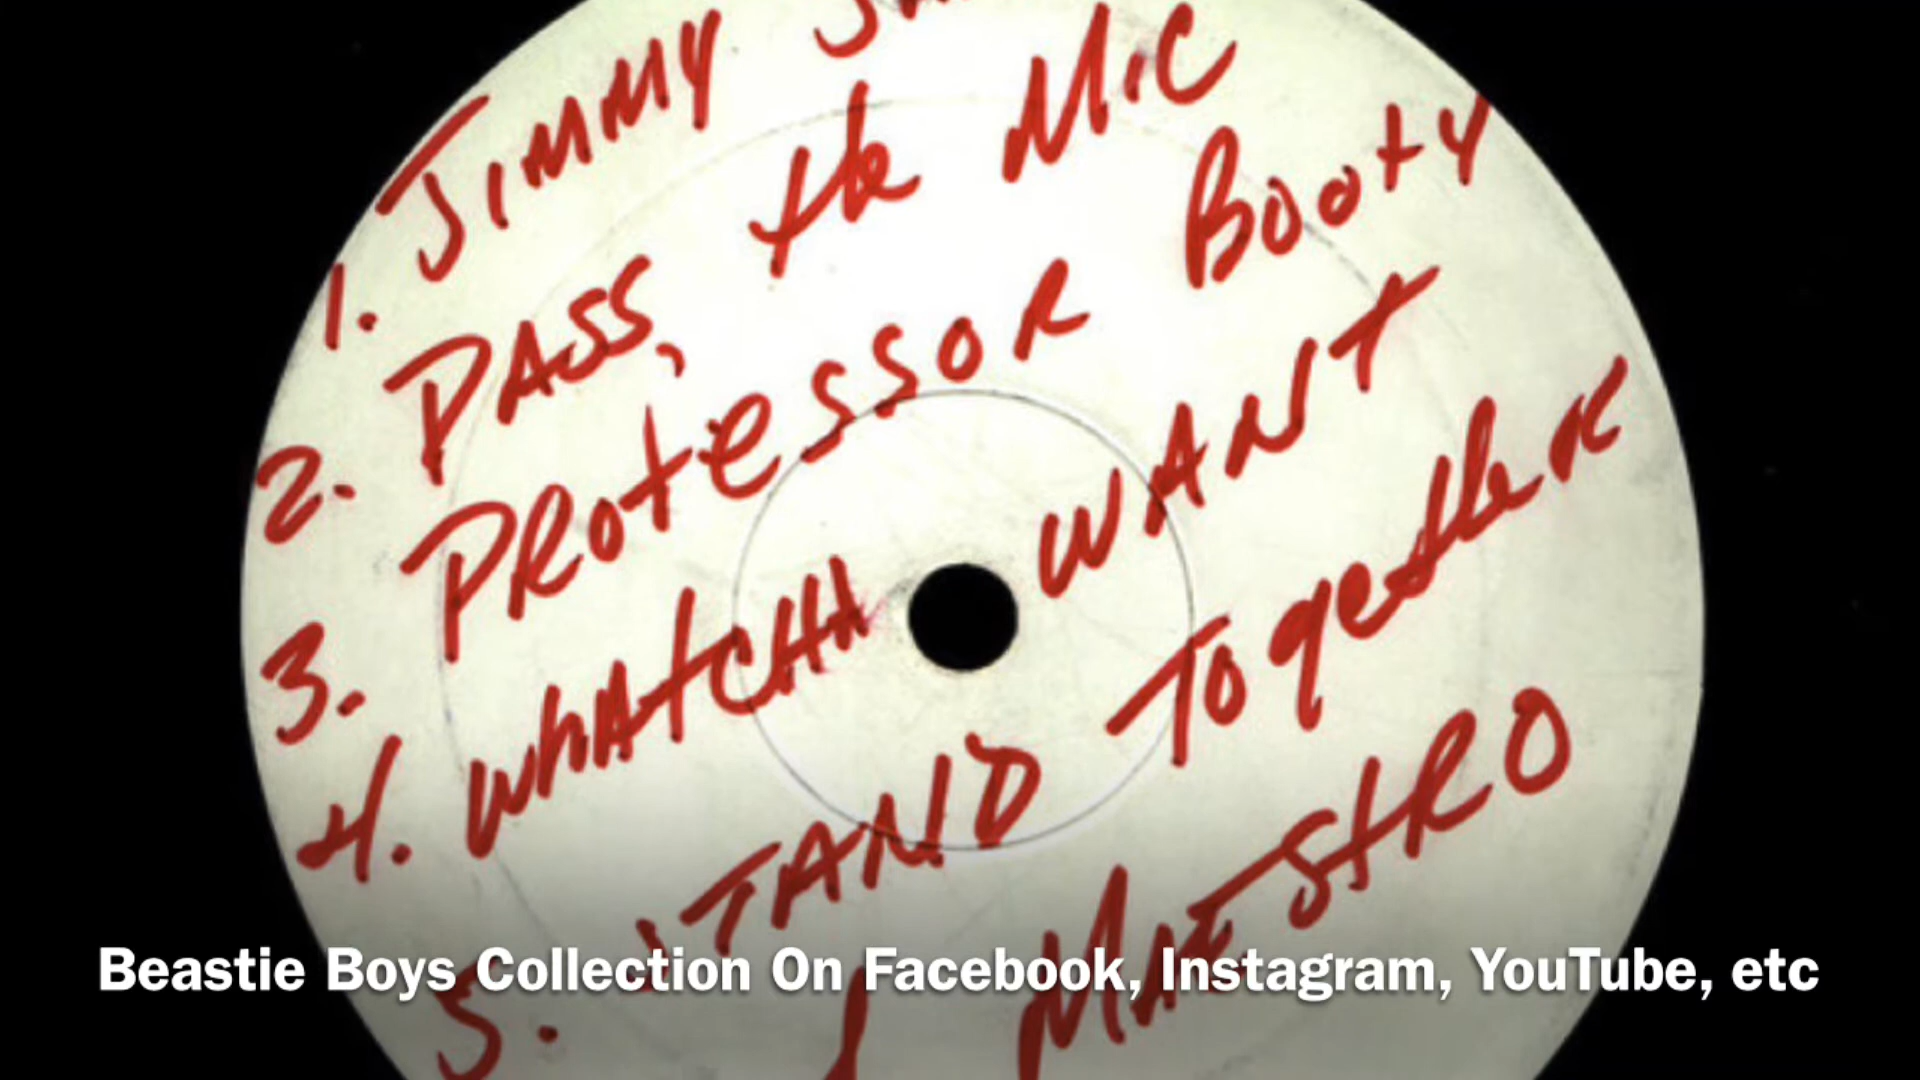 1. JIMMY
2. PASS, the MIC
3. PROfessOR Booty
4. WhATCHA WANT
5. STAND Together
MAESTRO
Beastie Boys Collection On Facebook, Instagram, YouTube, etc